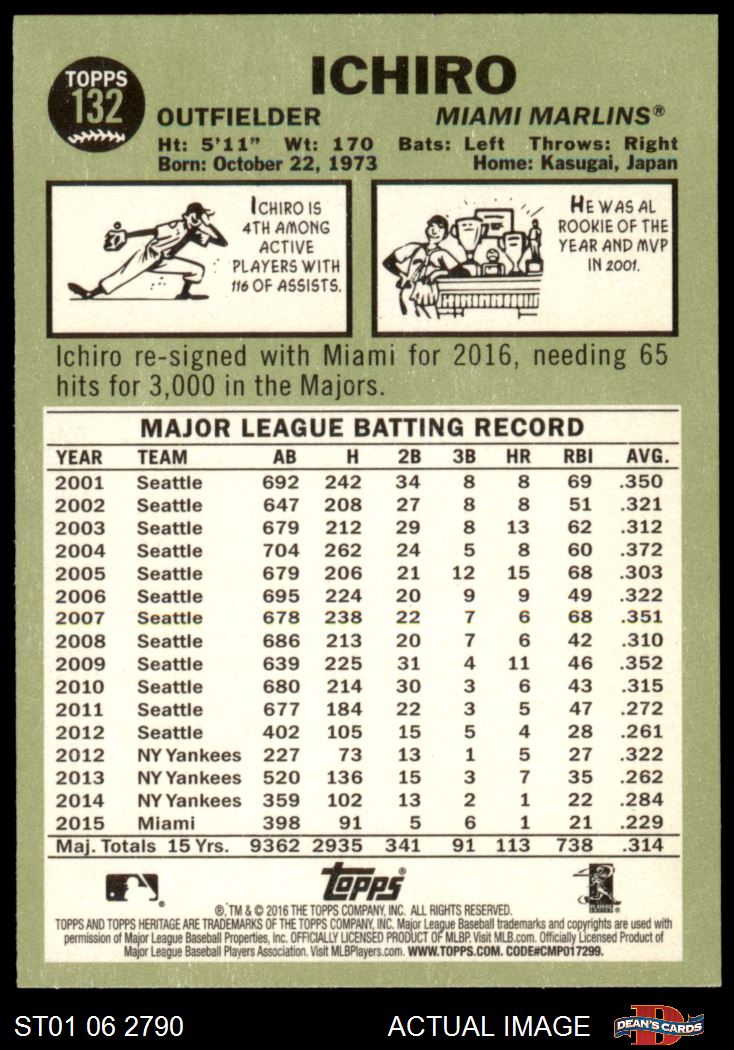 TOPPS
132
ICHIRO
OUTFIELDER MIAMI MARLINS®
Ht: 5'11" Wt: 170 Bats: Left Throws: Right
Born: October 22, 1973 Home: Kasugai, Japan
ICHIRO IS
4TH AMONG
ACTIVE
PLAYERS WITH
116 OF ASSISTS.
HE WAS AL
ROOKIE OF THE
YEAR AND MVP
IN 2001.
Ichiro re-signed with Miami for 2016, needing 65
hits for 3,000 in the Majors.
MAJOR LEAGUE BATTING RECORD
YEAR TEAM AB H 2B 3B HR RBI AVG.
2001 Seattle 692 242 34 8 8 69 .350
2002 Seattle 647 208 27 8 8 51 .321
2003 Seattle 679 212 29 8 13 62 .312
2004 Seattle 704 262 24 5 8 60 .372
2005 Seattle 679 206 21 12 15 68 .303
2006 Seattle 695 224 20 9 9 49 .322
2007 Seattle 678 238 22 7 6 68 .351
2008 Seattle 686 213 20 7 6 42 .310
2009 Seattle 639 225 31 4 11 46 .352
2010 Seattle 680 214 30 3 6 43 .315
2011 Seattle 677 184 22 3 5 47 .272
2012 Seattle 402 105 15 5 4 28 .261
2012 NY Yankees 227 73 13 1 5 27 .322
2013 NY Yankees 520 136 15 3 7 35 .262
2014 NY Yankees 359 102 13 2 1 22 .284
2015 Miami 398 91 5 6 1 21 .229
Maj. Totals 15 Yrs. 9362 2935 341 91 113 738 .314
topps®
®, TM & © 2016 THE TOPPS COMPANY, INC. ALL RIGHTS RESERVED.
TOPPS AND TOPPS HERITAGE ARE TRADEMARKS OF THE TOPPS COMPANY, INC. Major League Baseball trademarks and copyrights are used with
permission of Major League Baseball Properties, Inc. OFFICIALLY LICENSED PRODUCT OF MLBP. Visit MLB.com. Officially Licensed Product of
Major League Baseball Players Association. Visit MLBPlayers.com. WWW.TOPPS.COM. CODE#CMP017299.
ST01 06 2790 ACTUAL IMAGE DEAN'S CARDS